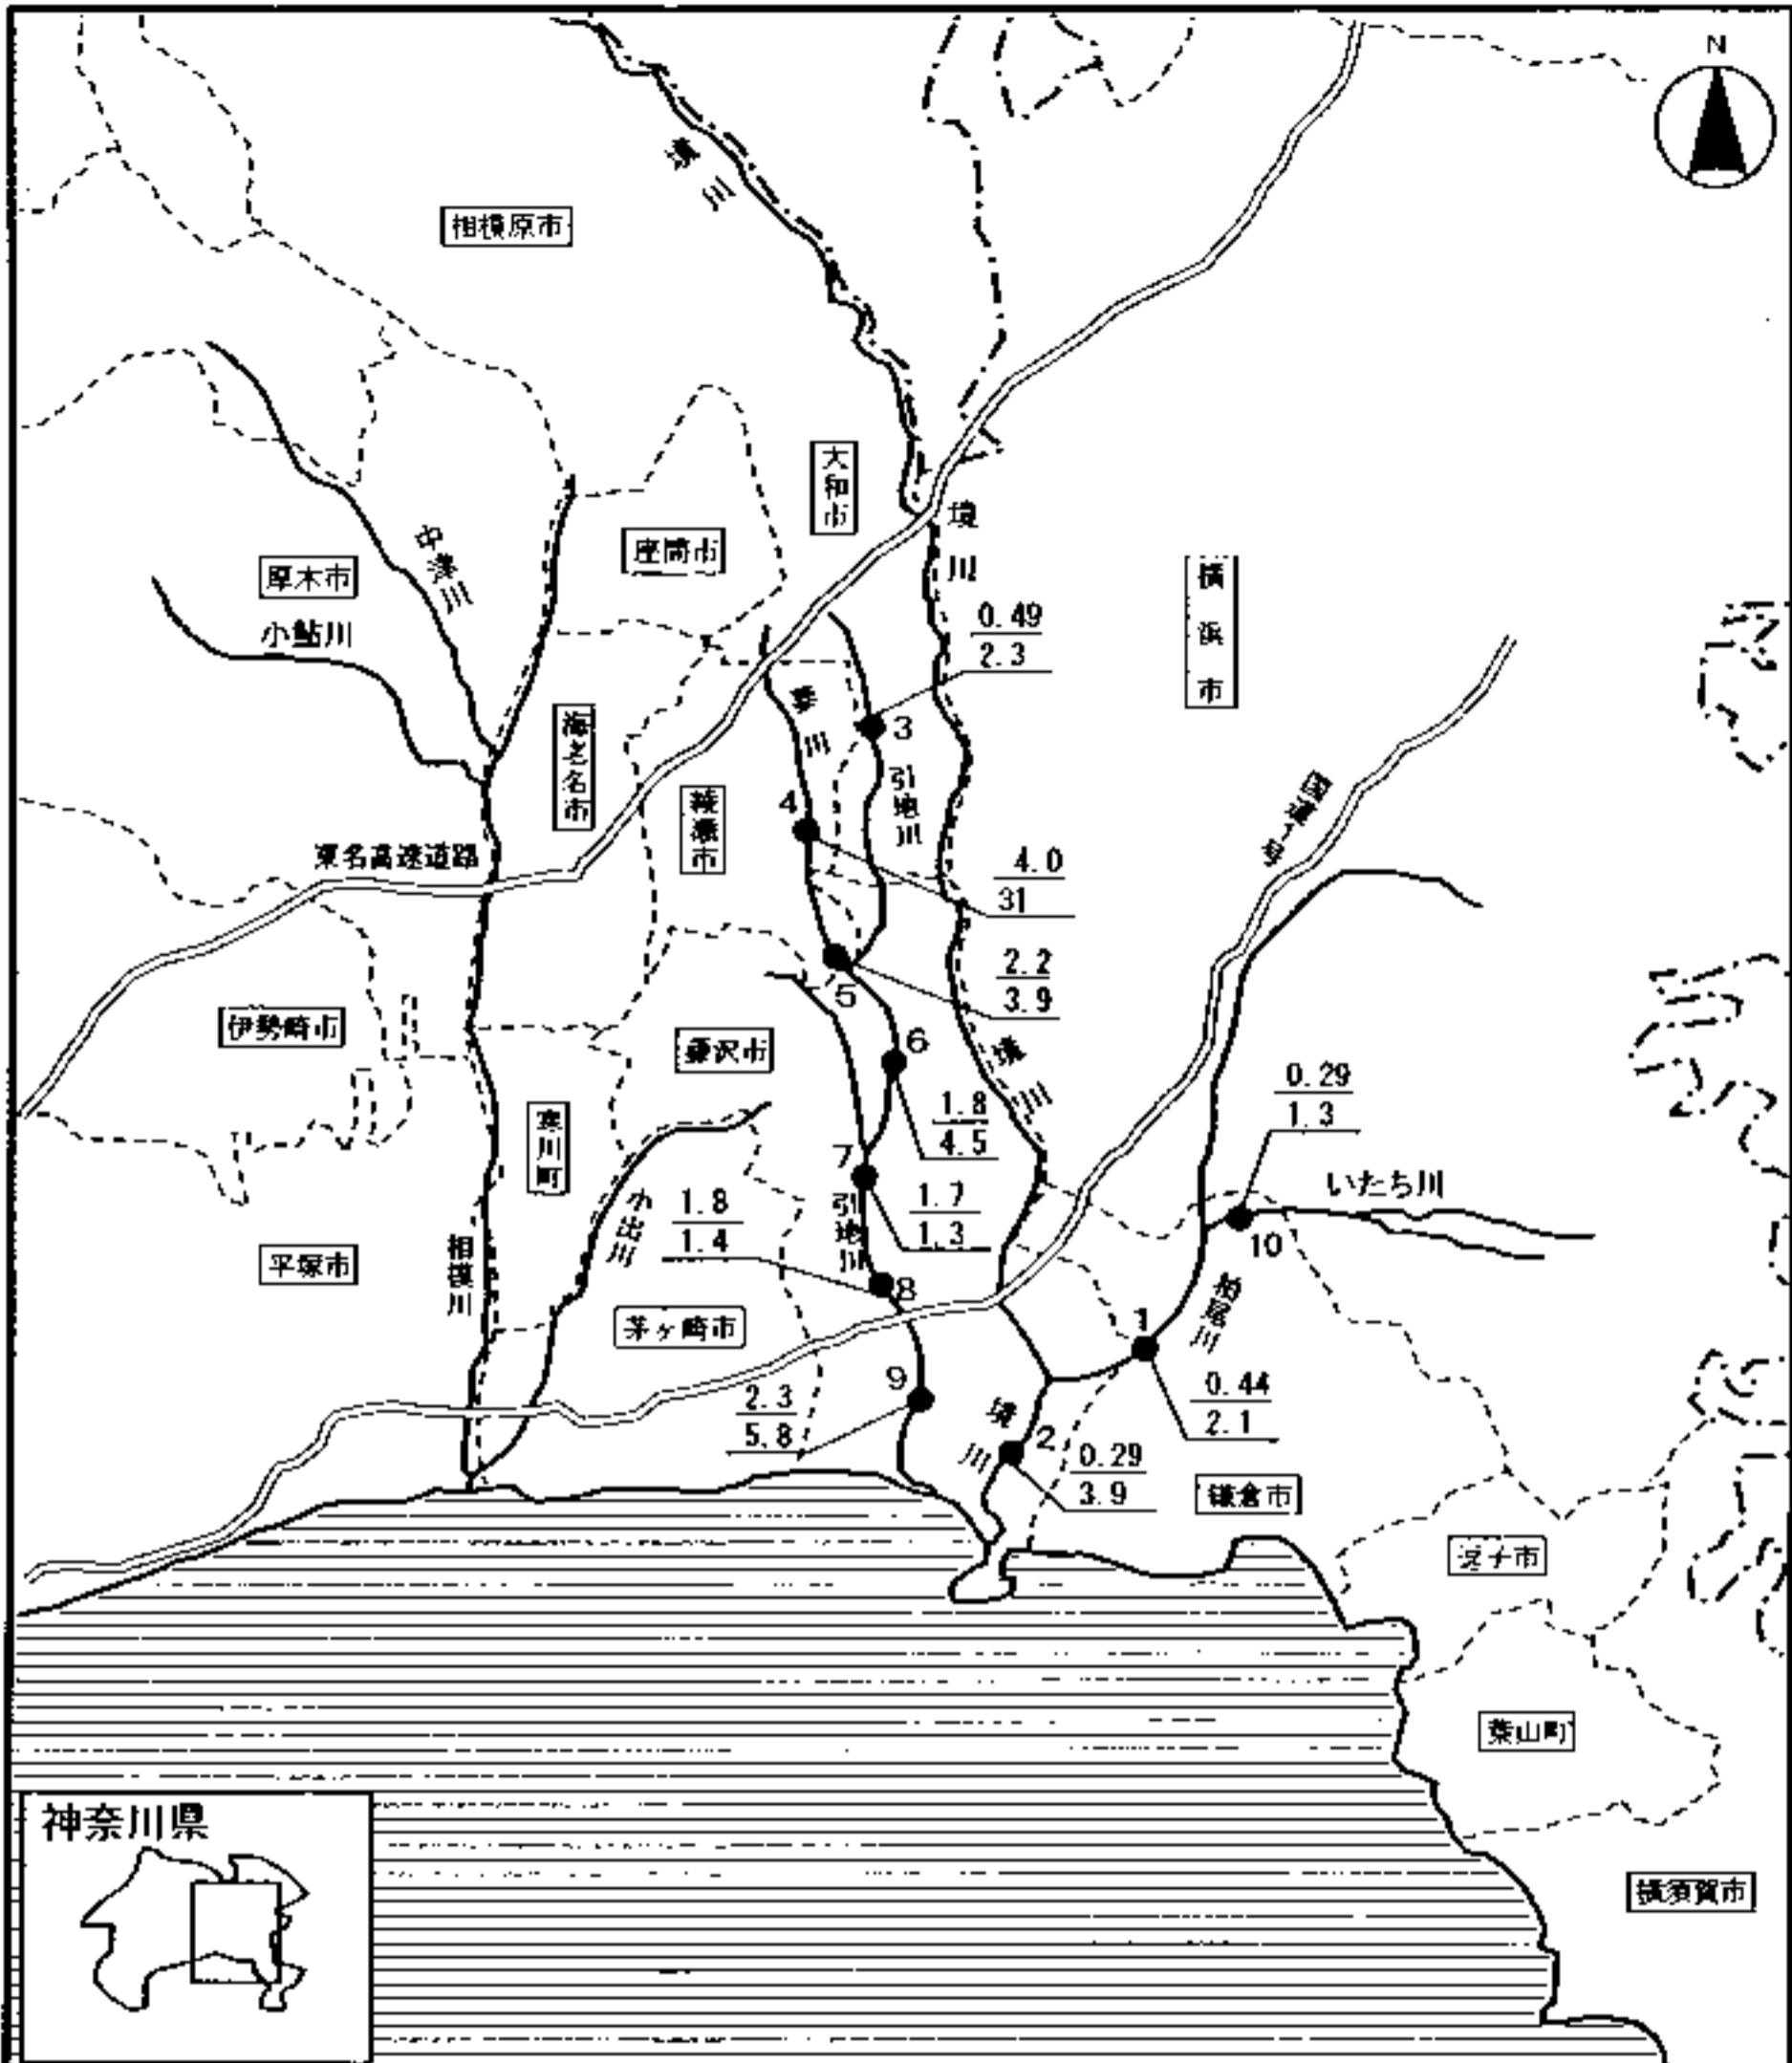 N
境川
相模原市
大和市
境川
座間市
中津川
厚木市
小鮎川
横浜市
0.49
2.3
3
海老名市
引地川
国道一号
4
綾瀬市
東名高速道路
4.0
31
2.2
3.9
5
伊勢崎市
藤沢市
6
境川
0.29
1.3
1.8
4.5
寒川町
7
いたち川
小出川
1.8
1.4
引地川
1.7
1.3
10
平塚市
相模川
8
柏尾川
茅ヶ崎市
1
9
2.3
5.8
境川
0.44
2.1
2
0.29
3.9
鎌倉市
逗子市
葉山町
神奈川県
横須賀市